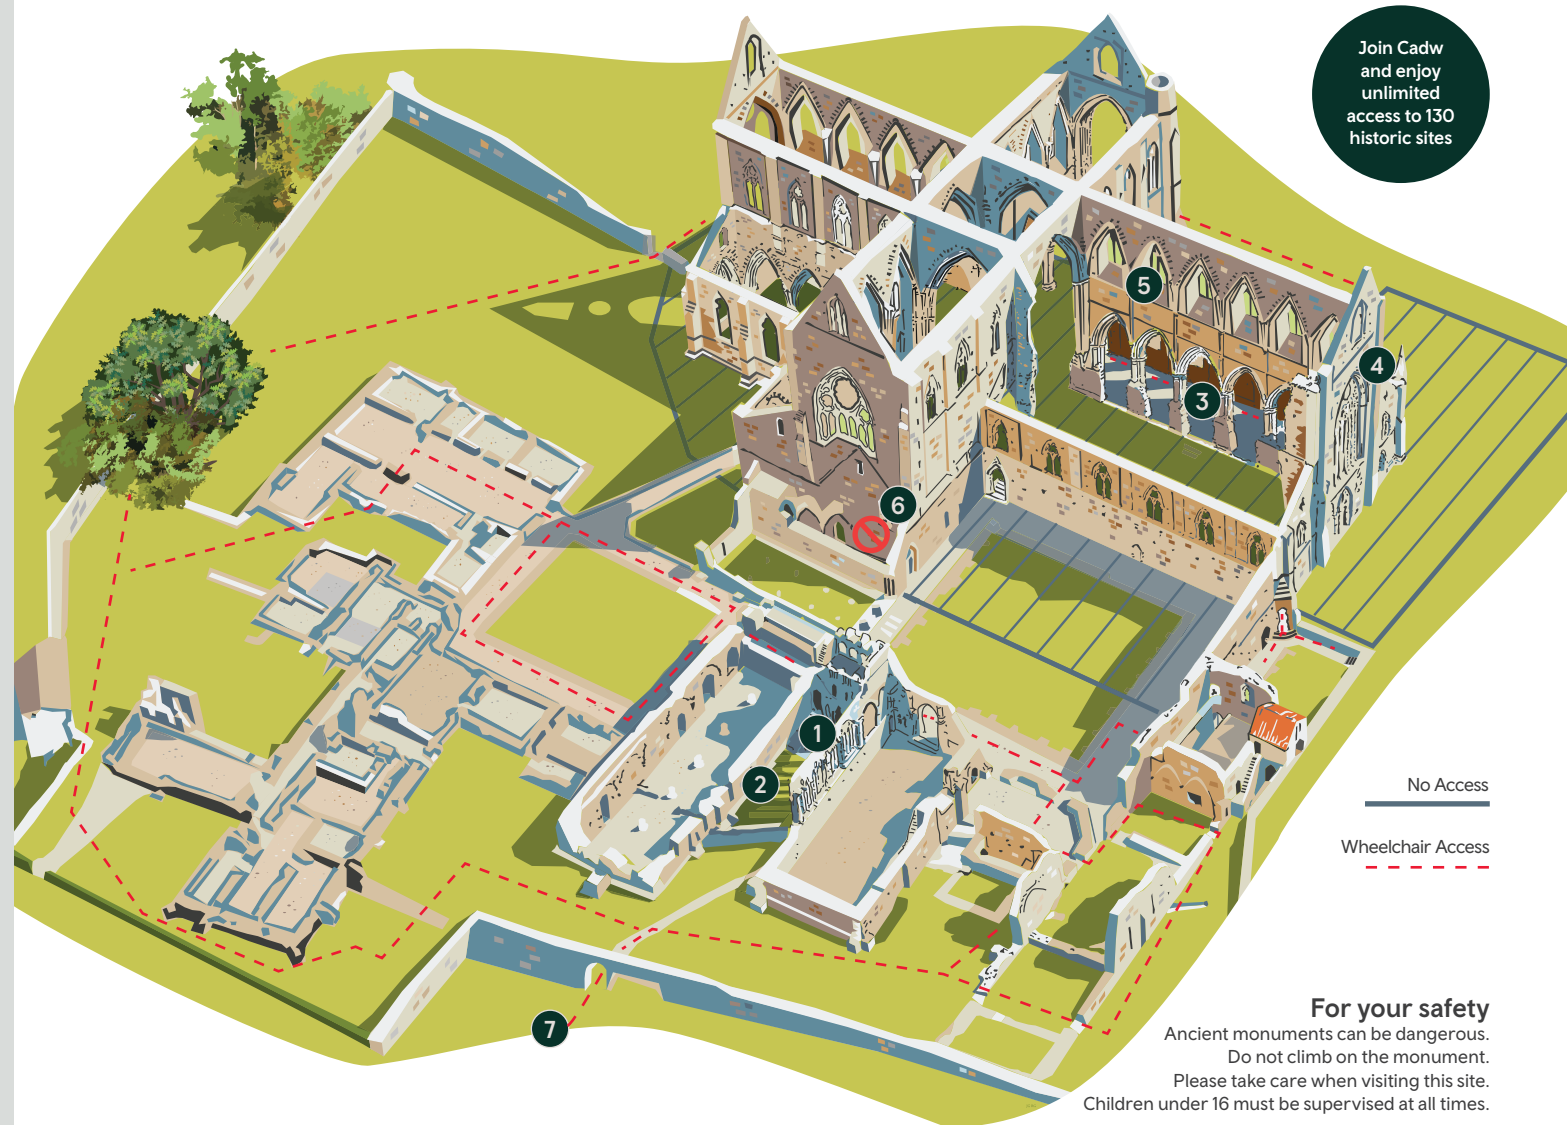 Join Cadw
and enjoy
unlimited
access to 130
historic sites
5
4
3
6
1
2
7
No Access
Wheelchair Access
For your safety
Ancient monuments can be dangerous.
Do not climb on the monument.
Please take care when visiting this site.
Children under 16 must be supervised at all times.